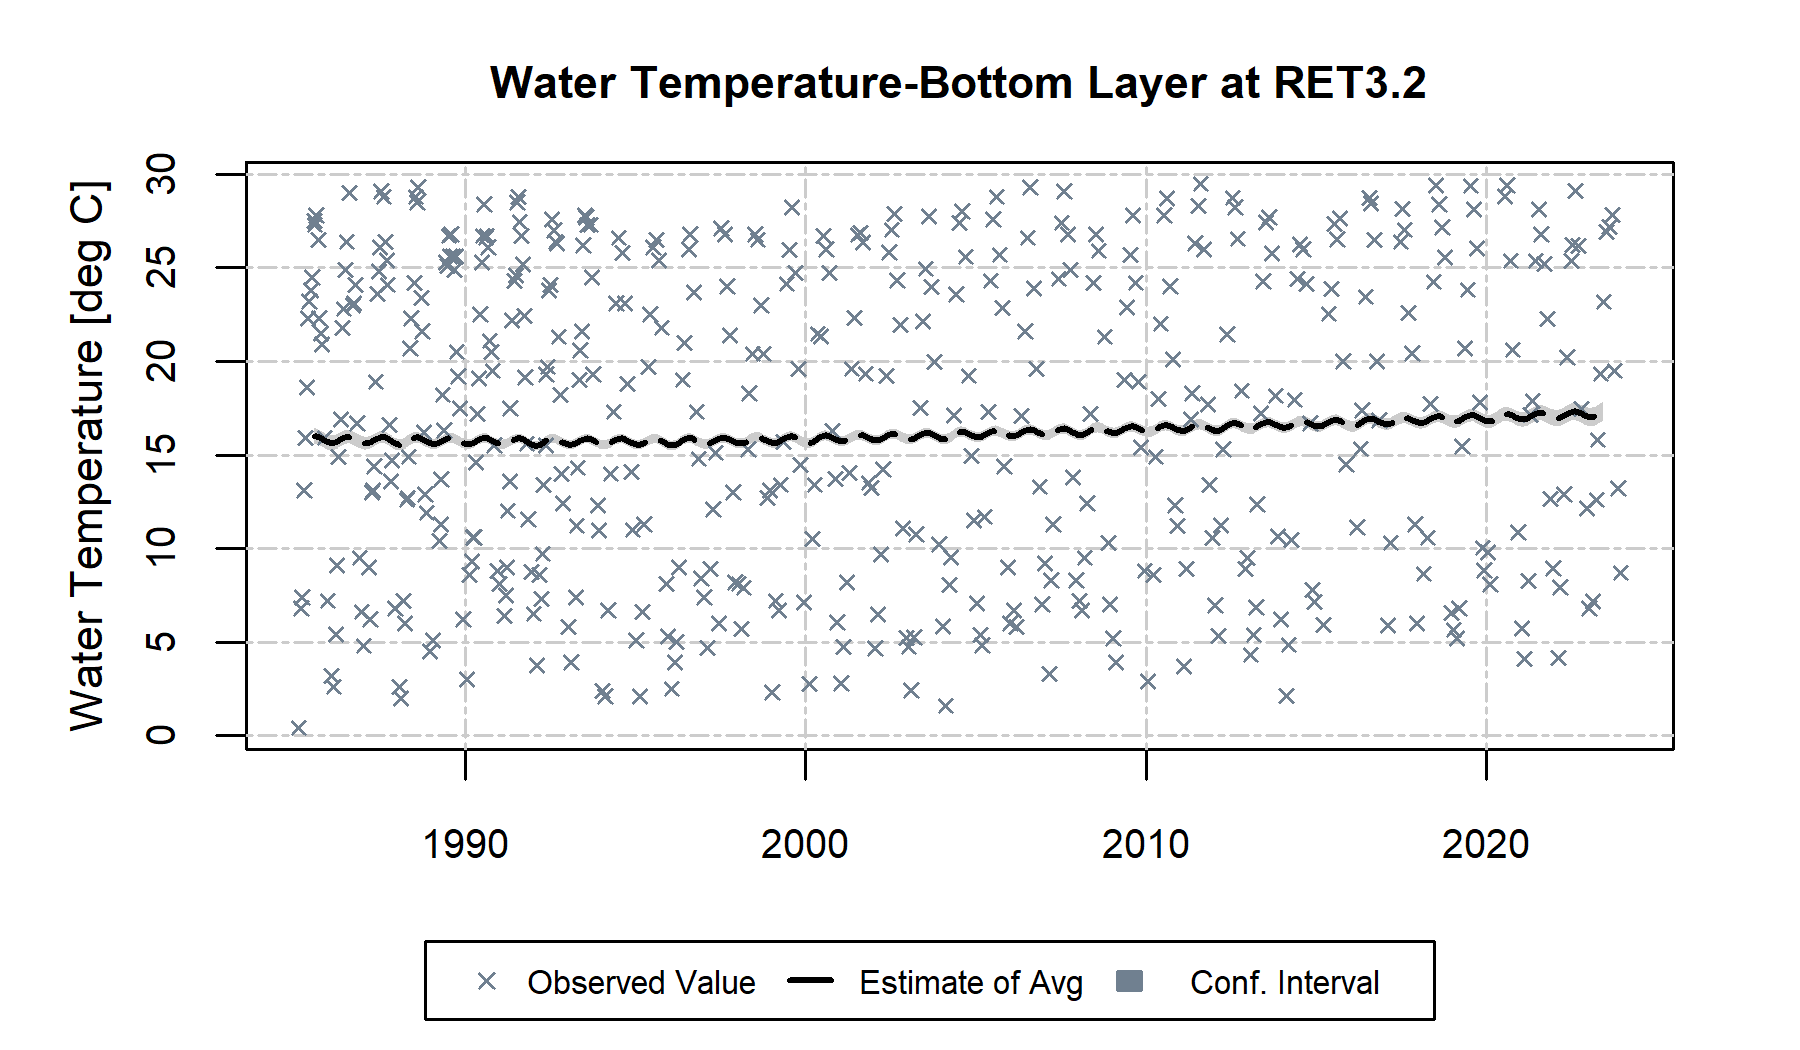 Water Temperature-Bottom Layer at RET3.2
Water Temperature [deg C]
30
25
20
15
10
5
0
1990 2000 2010 2020
Observed Value Estimate of Avg Conf. Interval